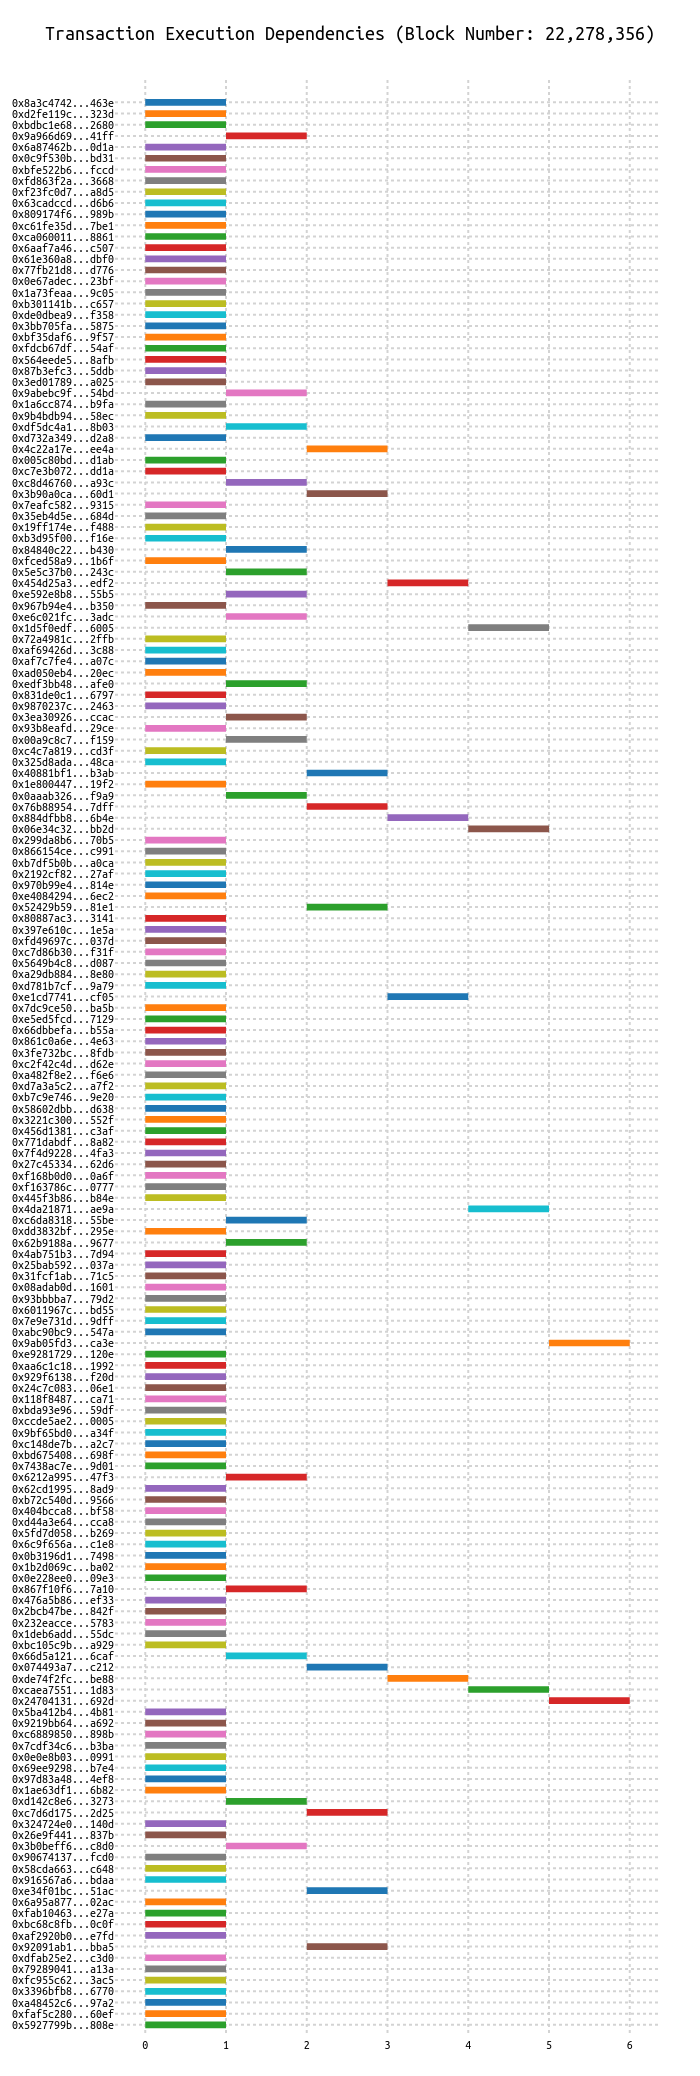 Transaction Execution Dependencies (Block Number: 22,278,356)
0x8a3c4742...463e
0xd2fe119c...323d
0xbdbc1e68...2680
0x9a966d69...41ff
0x6a87462b...0d1a
0x0c9f530b...bd31
0xbfe522b6...fccd
0xfd863f2a...3668
0xf23fc0d7...a8d5
0x63cadccd...d6b6
0x809174f6...989b
0xc61fe35d...7be1
0xca060011...8861
0x6aaf7a46...c507
0x61e360a8...dbf0
0x77fb21d8...d776
0x0e67adec...23bf
0x1a73feaa...9c05
0xb301141b...c657
0xde0dbea9...f358
0x3bb705fa...5875
0xbf35daf6...9f57
0xfdcb67df...54af
0x564eede5...8afb
0x87b3efc3...5ddb
0x3ed01789...a025
0x9abebc9f...54bd
0x1a6cc874...b9fa
0x9b4bdb94...58ec
0xdf5dc4a1...8b03
0xd732a349...d2a8
0x4c22a17e...ee4a
0x005c80bd...d1ab
0xc7e3b072...dd1a
0xc8d46760...a93c
0x3b90a0ca...60d1
0x7eafc582...9315
0x35eb4d5e...684d
0x19ff174e...f488
0xb3d95f00...f16e
0x84840c22...b430
0xfced58a9...1b6f
0x5e5c37b0...243c
0x454d25a3...edf2
0xe592e8b8...55b5
0x967b94e4...b350
0xe6c021fc...3adc
0x1d5f0edf...6005
0x72a4981c...2ffb
0xaf69426d...3c88
0xaf7c7fe4...a07c
0xad050eb4...20ec
0xedf3bb48...afe0
0x831de0c1...6797
0x9870237c...2463
0x3ea30926...ccac
0x93b8eafd...29ce
0x00a9c8c7...f159
0xc4c7a819...cd3f
0x325d8ada...48ca
0x40881bf1...b3ab
0x1e800447...19f2
0x0aaab326...f9a9
0x76b88954...7dff
0x884dfbb8...6b4e
0x06e34c32...bb2d
0x299da8b6...70b5
0x866154ce...c991
0xb7df5b0b...a0ca
0x2192cf82...27af
0x970b99e4...814e
0xe4084294...6ec2
0x52429b59...81e1
0x80887ac3...3141
0x397e610c...1e5a
0xfd49697c...037d
0xc7d86b30...f31f
0x5649b4c8...d087
0xa29db884...8e80
0xd781b7cf...9a79
0xe1cd7741...cf05
0x7dc9ce50...ba5b
0xe5ed5fcd...7129
0x66dbbefa...b55a
0x861c0a6e...4e63
0x3fe732bc...8fdb
0xc2f42c4d...d62e
0xa482f8e2...f6e6
0xd7a3a5c2...a7f2
0xb7c9e746...9e20
0x58602dbb...d638
0x3221c300...552f
0x456d1381...c3af
0x771dabdf...8a82
0x7f4d9228...4fa3
0x27c45334...62d6
0xf168b0d0...0a6f
0xf163786c...0777
0x445f3b86...b84e
0x4da21871...ae9a
0xc6da8318...55be
0xdd3832bf...295e
0x62b9188a...9677
0x4ab751b3...7d94
0x25bab592...037a
0x31fcf1ab...71c5
0x08adab0d...1601
0x93bbbba7...79d2
0x6011967c...bd55
0x7e9e731d...9dff
0xabc90bc9...547a
0x9ab05fd3...ca3e
0xe9281729...120e
0xaa6c1c18...1992
0x929f6138...f20d
0x24c7c083...06e1
0x118f8487...ca71
0xbda93e96...59df
0xccde5ae2...0005
0x9bf65bd0...a34f
0xc148de7b...a2c7
0xbd675408...698f
0x7438ac7e...9d01
0x6212a995...47f3
0x62cd1995...8ad9
0xb72c540d...9566
0x404bcca8...bf58
0xd44a3e64...cca8
0x5fd7d058...b269
0x6c9f656a...c1e8
0x0b3196d1...7498
0x1b2d069c...ba02
0x0e228ee0...09e3
0x867f10f6...7a10
0x476a5b86...ef33
0x2bcb47be...842f
0x232eacce...5783
0x1deb6add...55dc
0xbc105c9b...a929
0x66d5a121...6caf
0x074493a7...c212
0xde74f2fc...be88
0xcaea7551...1d83
0x24704131...692d
0x5ba412b4...4b81
0x9219bb64...a692
0xc6889850...898b
0x7cdf34c6...b3ba
0x0e0e8b03...0991
0x69ee9298...b7e4
0x97d83a48...4ef8
0x1ae63df1...6b82
0xd142c8e6...3273
0xc7d6d175...2d25
0x324724e0...140d
0x26e9f441...837b
0x3b0beff6...c8d0
0x90674137...fcd0
0x58cda663...c648
0x916567a6...bdaa
0xe34f01bc...51ac
0x6a95a877...02ac
0xfab10463...e27a
0xbc68c8fb...0c0f
0xaf2920b0...e7fd
0x92091ab1...bba5
0xdfab25e2...c3d0
0x79289041...a13a
0xfc955c62...3ac5
0x3396bfb8...6770
0xa48452c6...97a2
0xfaf5c280...60ef
0x5927799b...808e
0 1 2 3 4 5 6